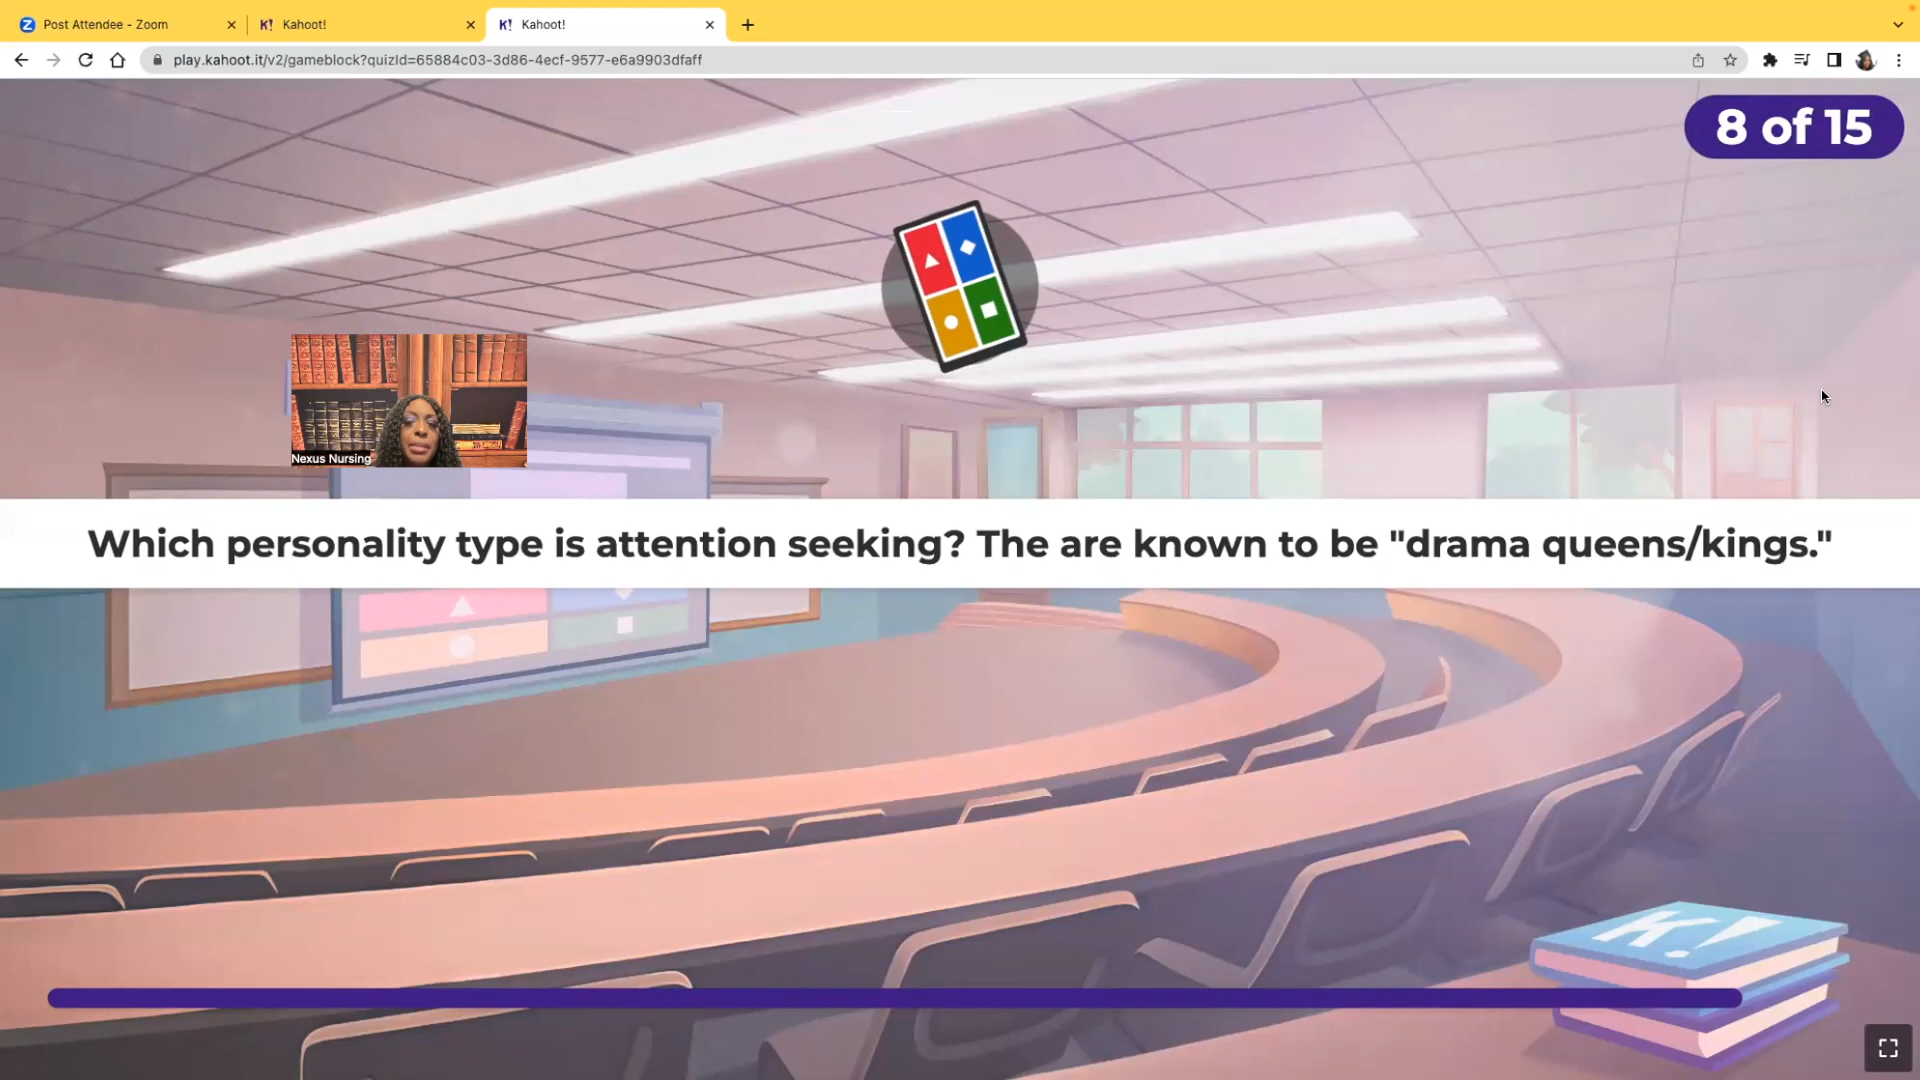 Post Attendee - Zoom
Kahoot!
Kahoot!
play.kahoot.it/v2/gameblock?quizId=65884c03-3d86-4ecf-9577-e6a9903dfaff
8 of 15
Nexus Nursing
Which personality type is attention seeking? The are known to be "drama queens/kings."
K!